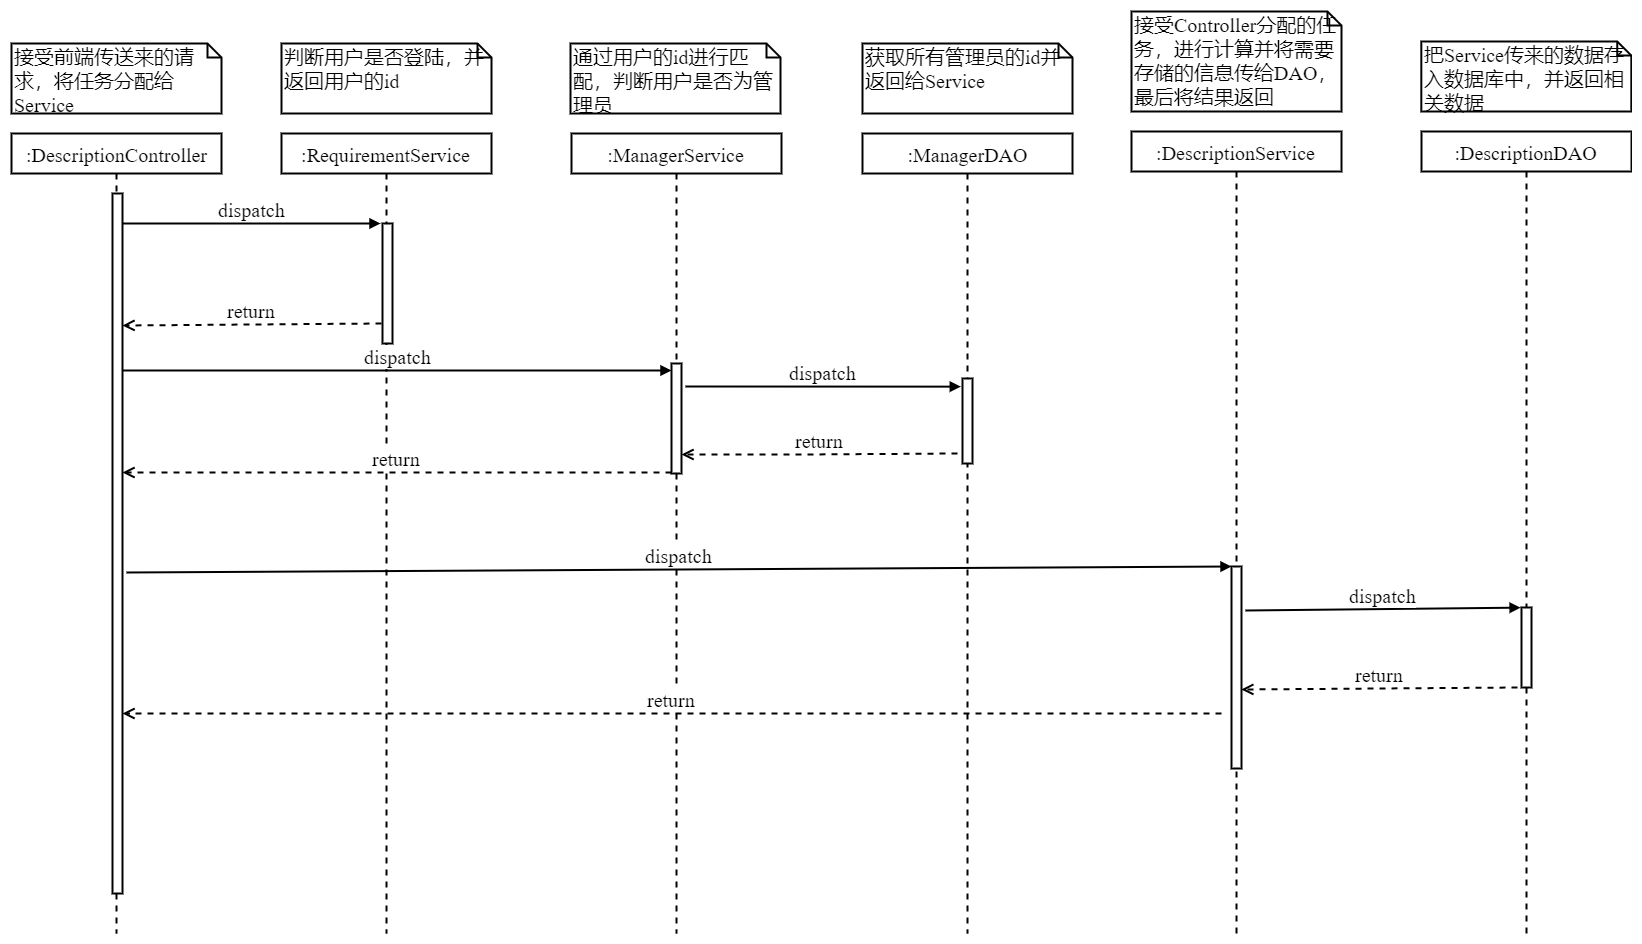 接受前端传送来的请
求，将任务分配给
Service
判断用户是否登陆，并
返回用户的id
通过用户的id进行匹
配，判断用户是否为管
理员
获取所有管理员的id并
返回给Service
接受Controller分配的任
务，进行计算并将需要
存储的信息传给DAO，
最后将结果返回
把Service传来的数据存
入数据库中，并返回相
关数据
:DescriptionController
:RequirementService
:ManagerService
:ManagerDAO
:DescriptionService
:DescriptionDAO
dispatch
return
dispatch
dispatch
return
return
dispatch
dispatch
return
return